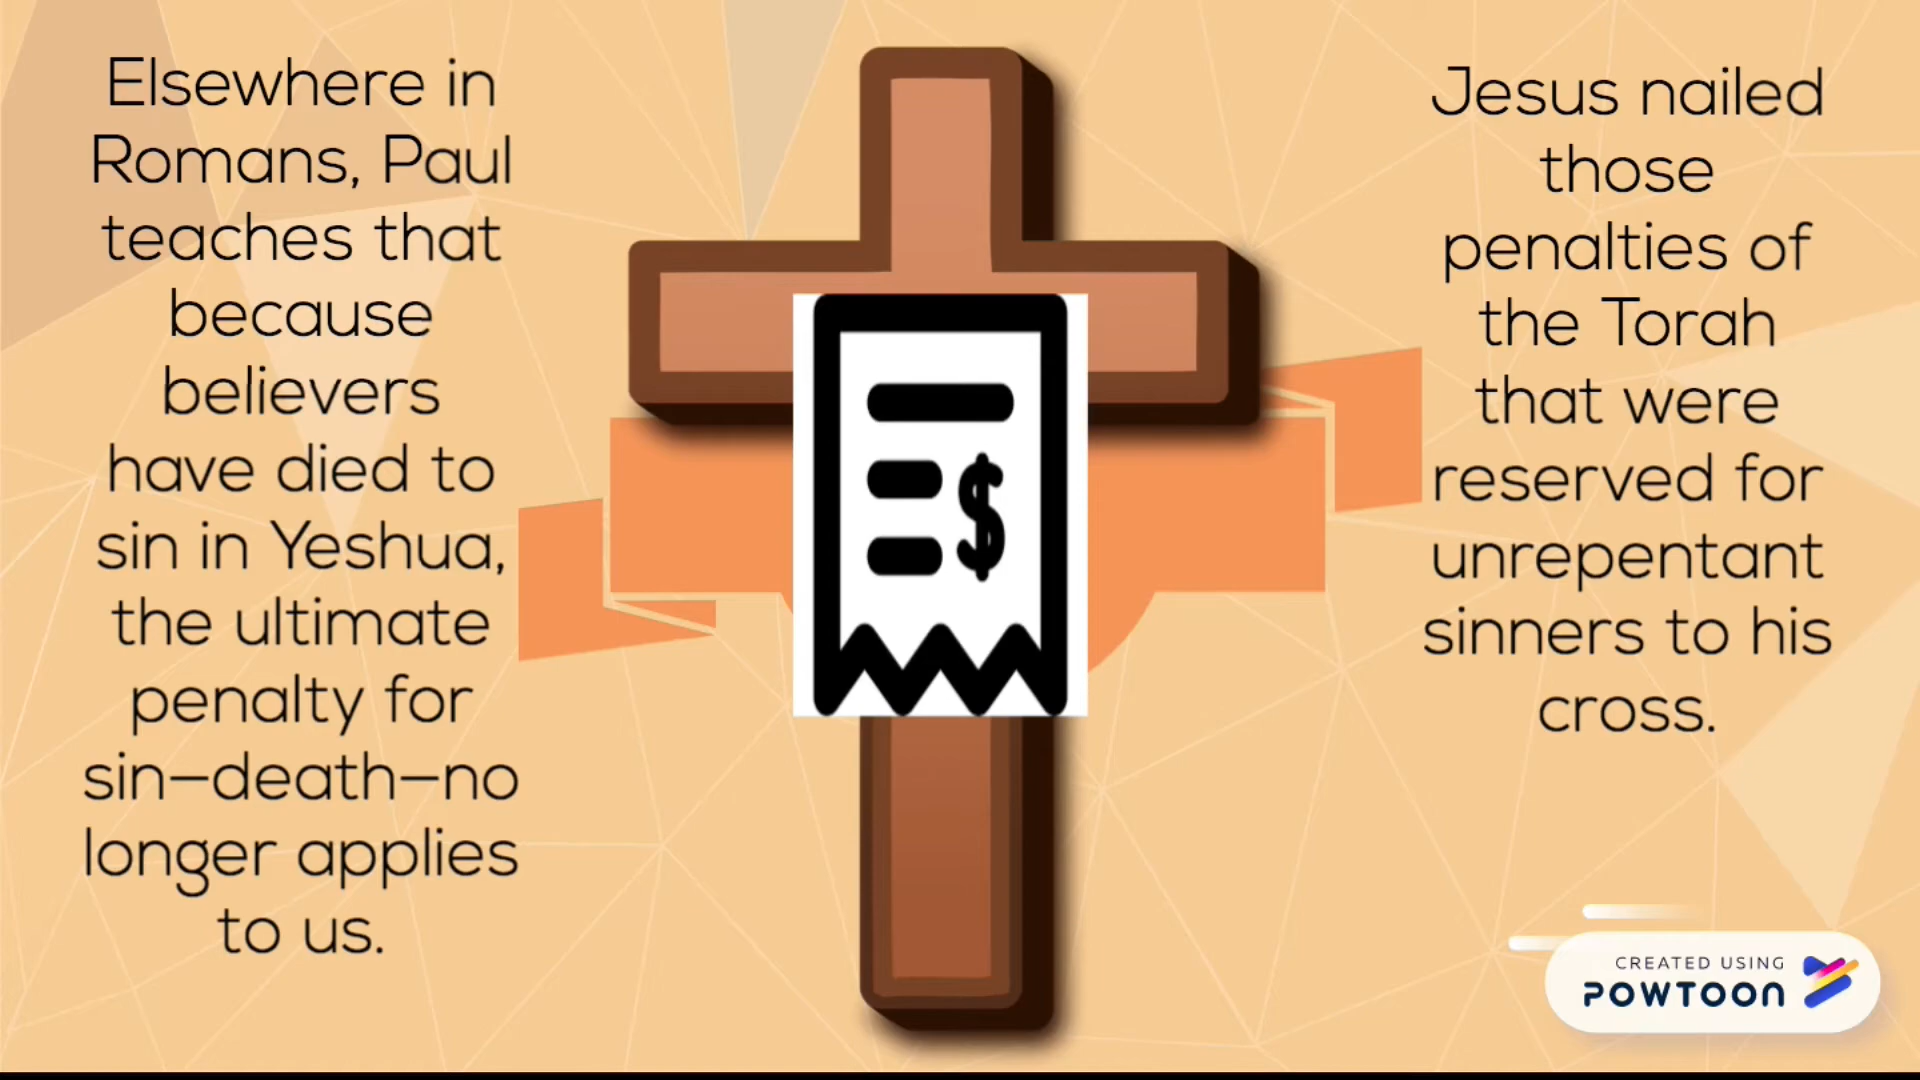 Elsewhere in
Romans, Paul
teaches that
because
believers
have died to
sin in Yeshua,
the ultimate
penalty for
sin—death—no
longer applies
to us.
$
Jesus nailed
those
penalties of
the Torah
that were
reserved for
unrepentant
sinners to his
cross.
CREATED USING
POWTOON